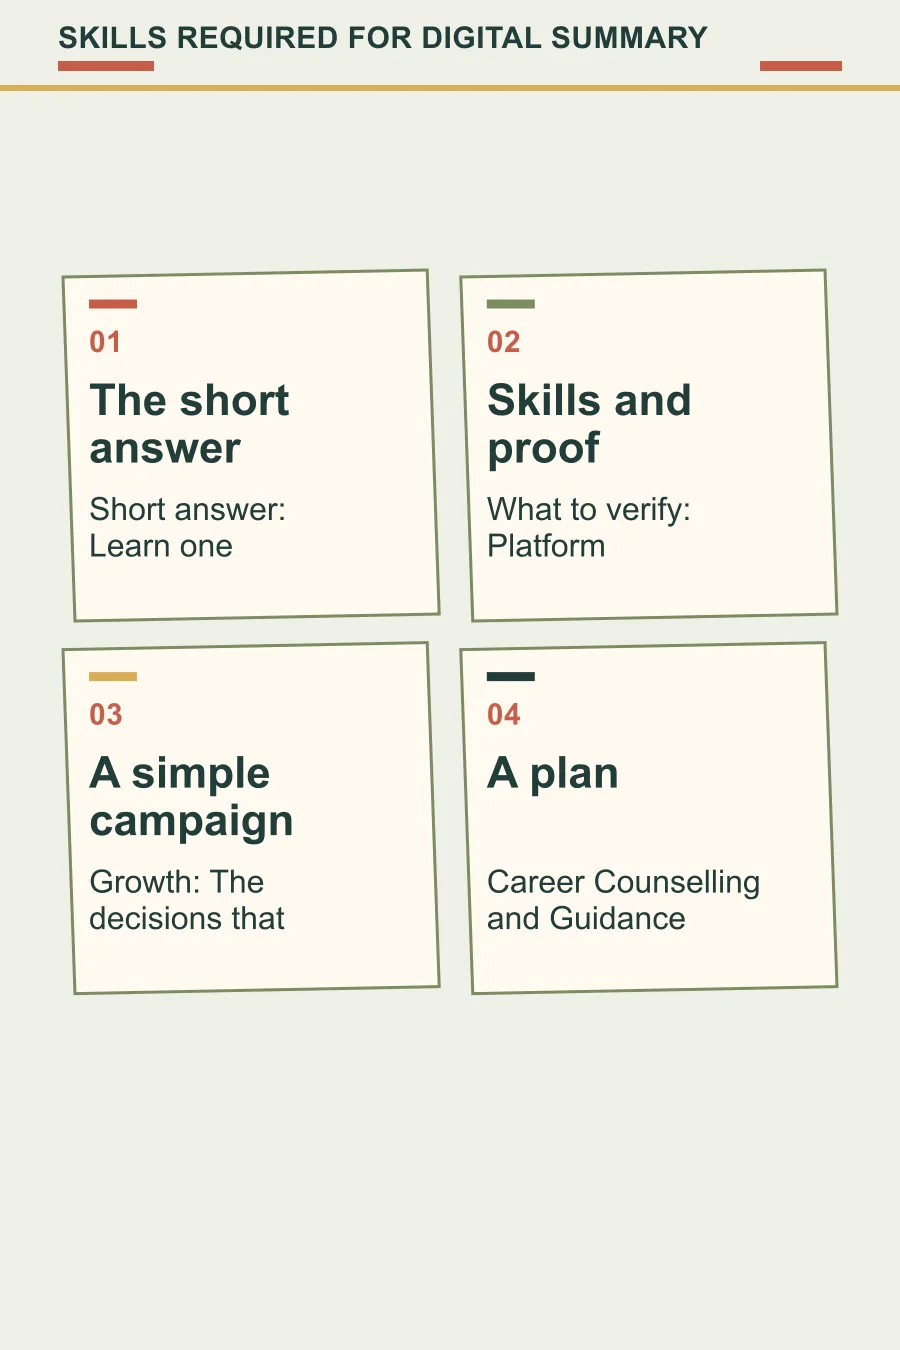 SKILLS REQUIRED FOR DIGITAL SUMMARY
01
The short
answer
Short answer:
Learn one
02
Skills and
proof
What to verify:
Platform
03
A simple
campaign
Growth: The
decisions that
04
A plan
Career Counselling
and Guidance